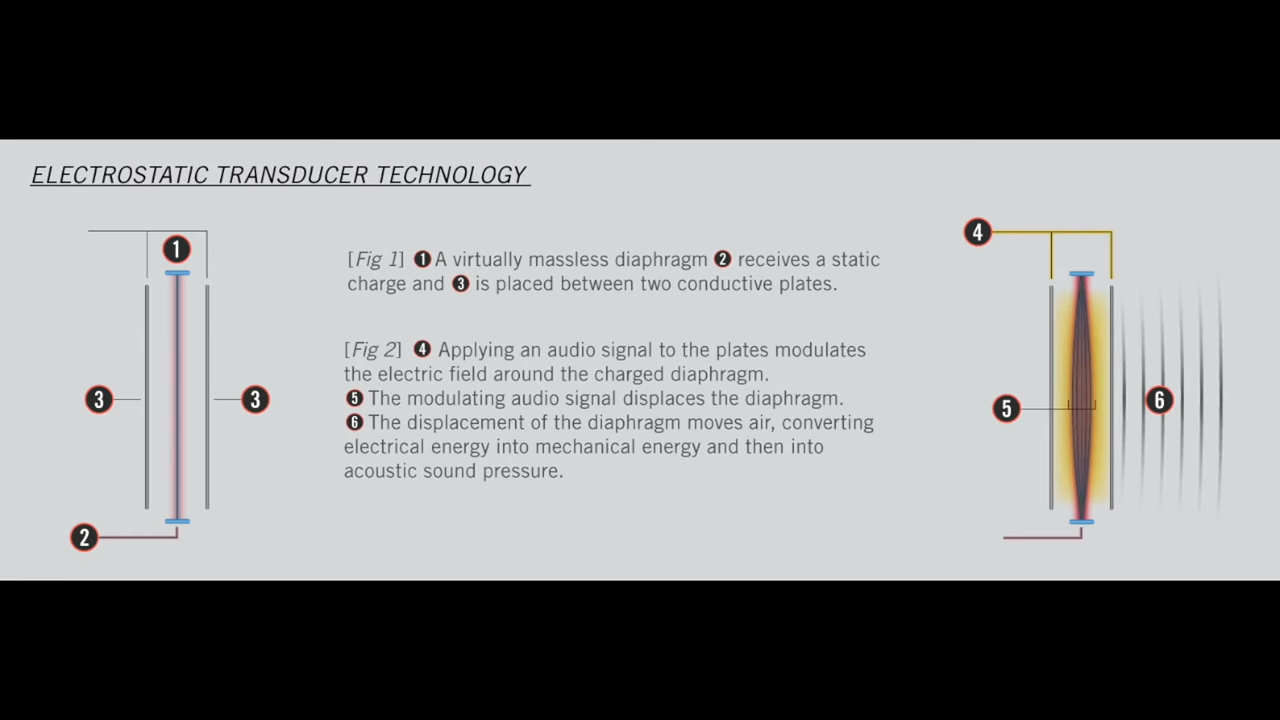 ELECTROSTATIC TRANSDUCER TECHNOLOGY
1
4
[Fig 1] 1 A virtually massless diaphragm 2 receives a static
charge and 3 is placed between two conductive plates.
[Fig 2] 4 Applying an audio signal to the plates modulates
the electric field around the charged diaphragm.
5 The modulating audio signal displaces the diaphragm.
6 The displacement of the diaphragm moves air, converting
electrical energy into mechanical energy and then into
acoustic sound pressure.
3
3
5
6
2